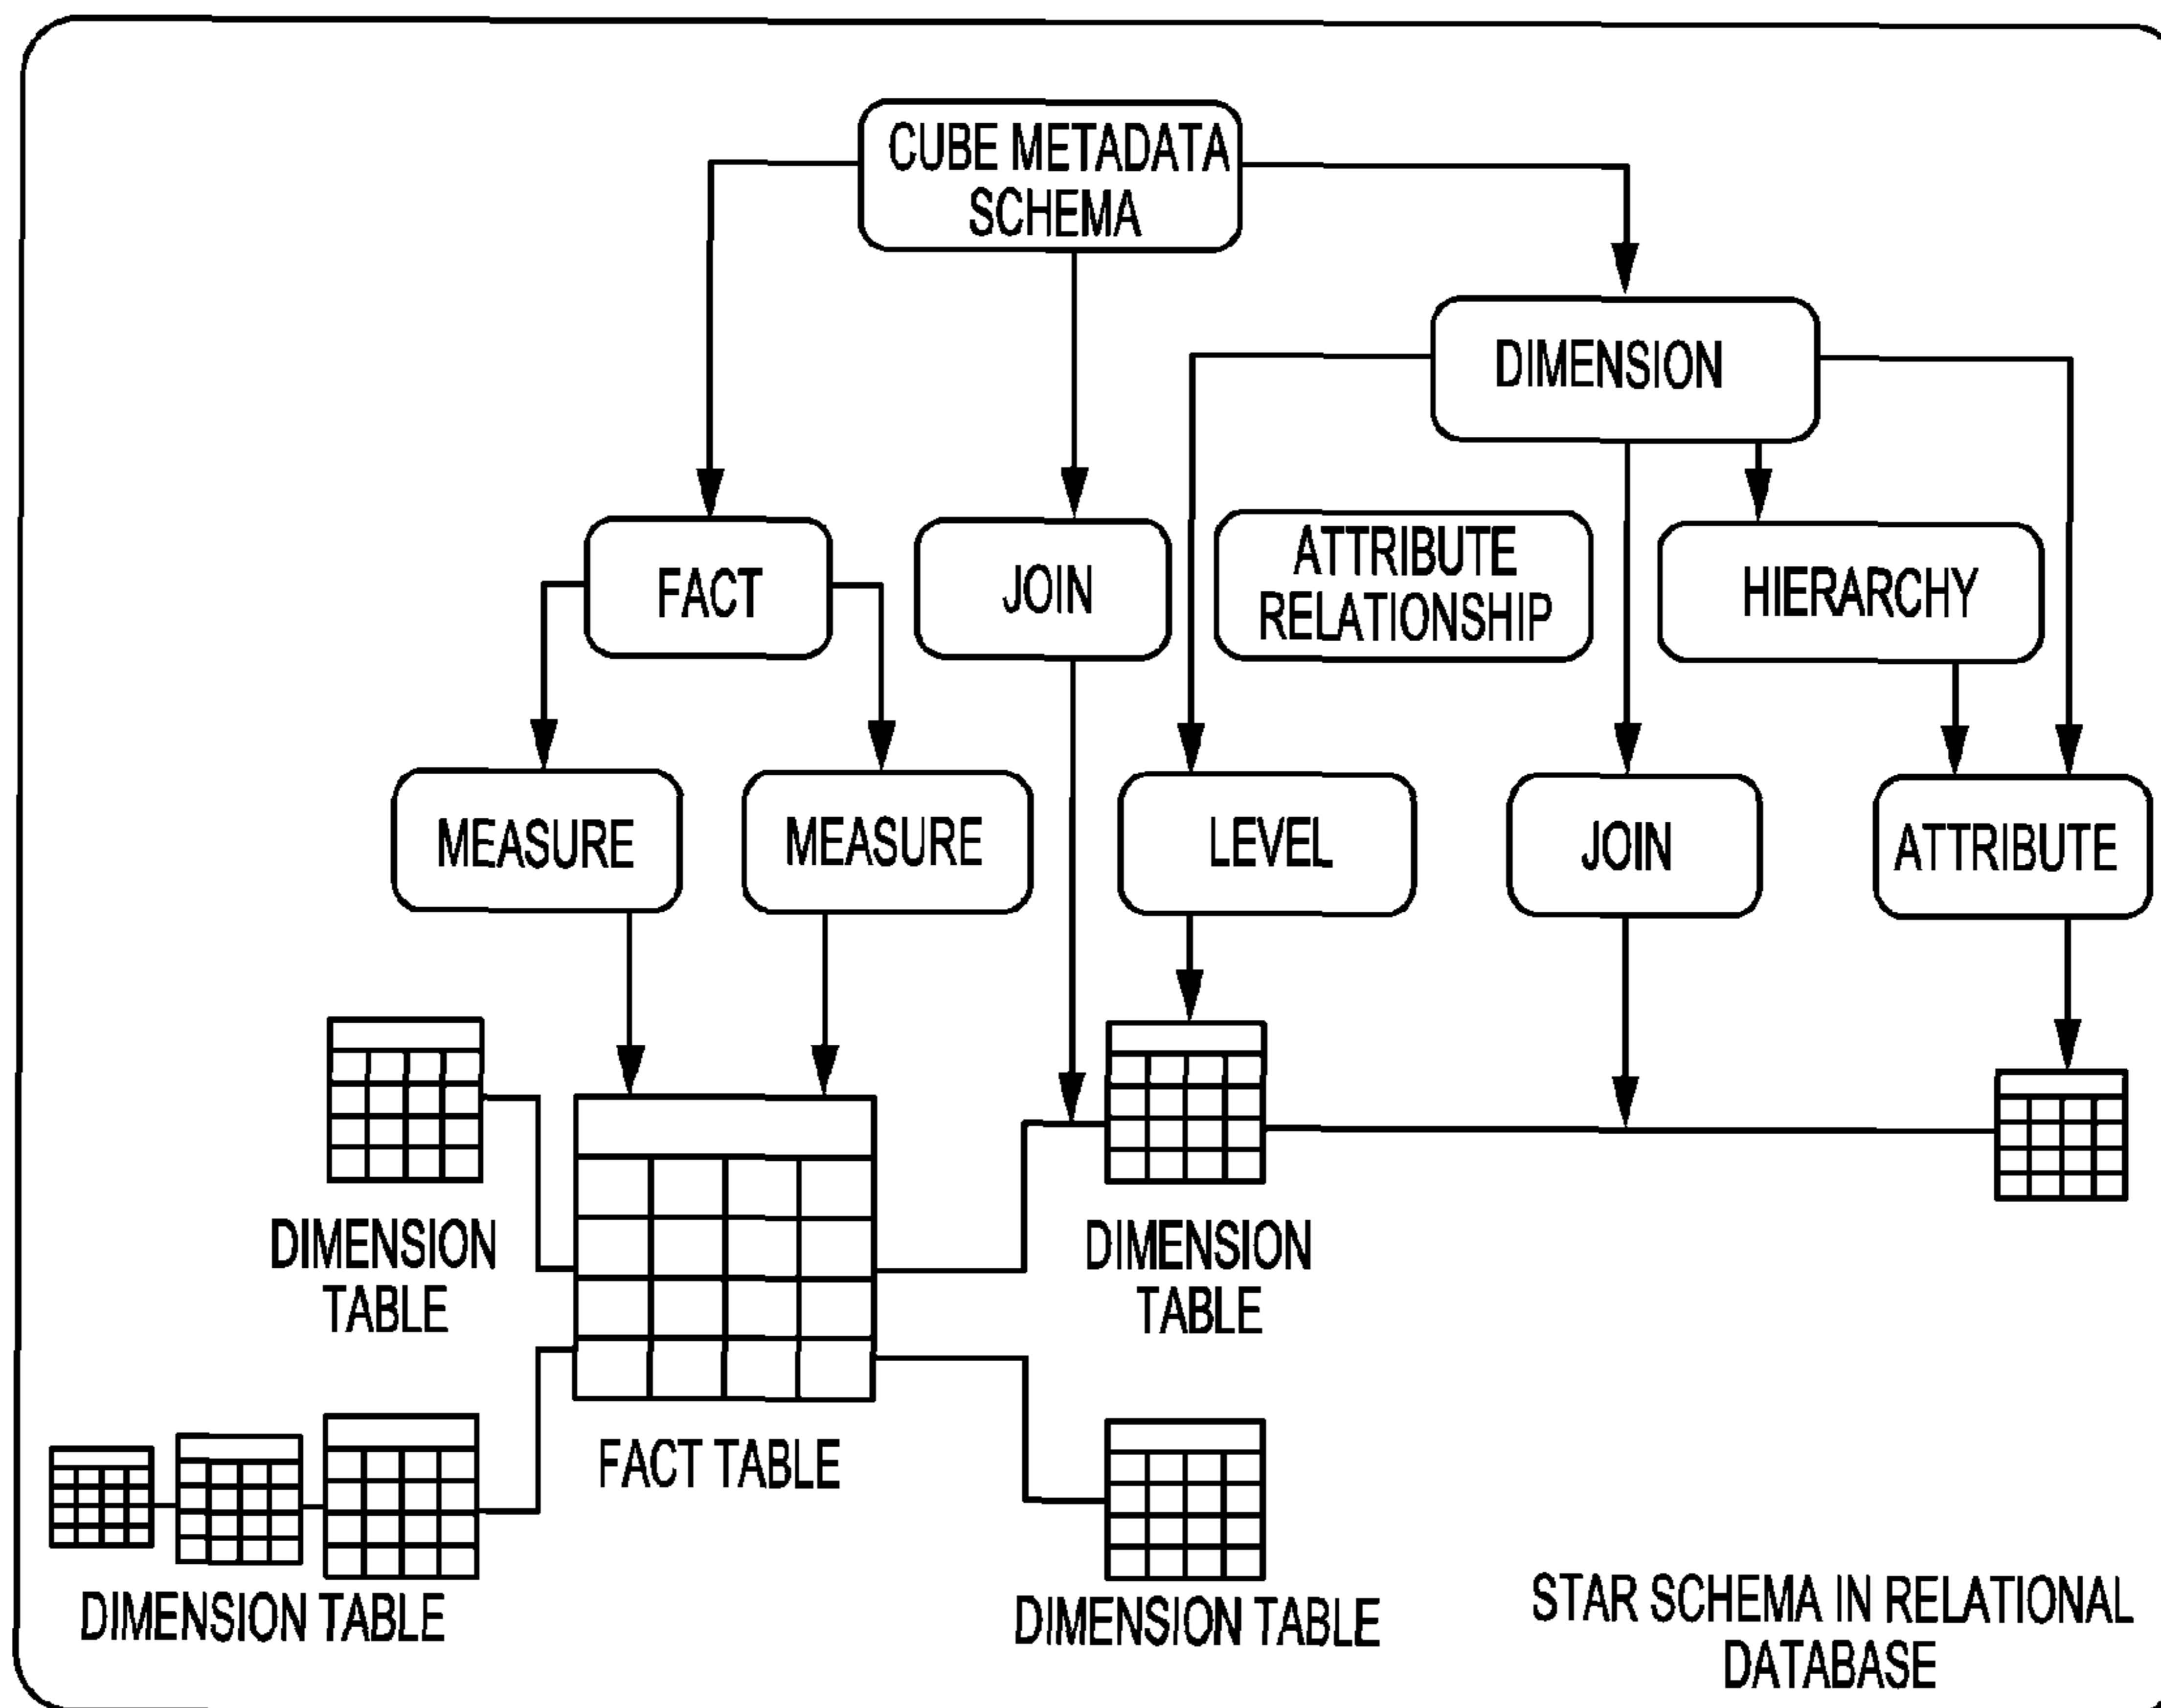 CUBE METADATA
SCHEMA
DIMENSION
FACT
JOIN
ATTRIBUTE
RELATIONSHIP
HIERARCHY
MEASURE
MEASURE
LEVEL
JOIN
ATTRIBUTE
DIMENSION
TABLE
DIMENSION
TABLE
FACT TABLE
DIMENSION TABLE
DIMENSION TABLE
STAR SCHEMA IN RELATIONAL
DATABASE